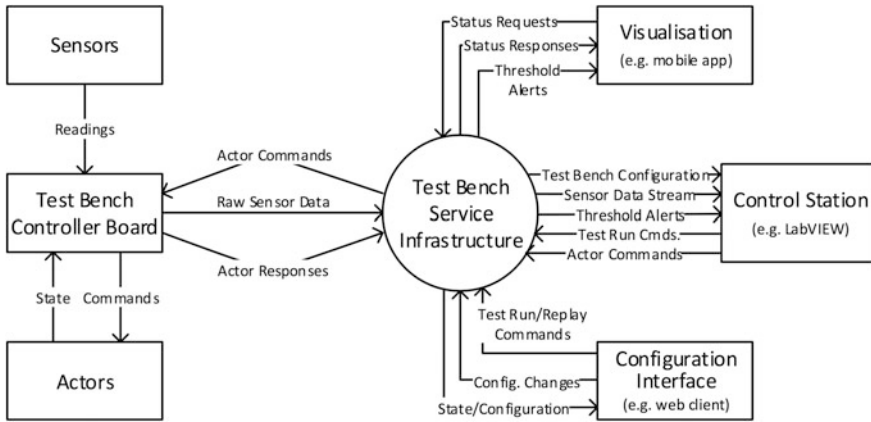 Sensors
Readings
Test Bench
Controller Board
State
Commands
Actors
Actor Commands
Raw Sensor Data
Actor Responses
Test Bench
Service
Infrastructure
Status Requests
Status Responses
Threshold
Alerts
Visualisation
(e.g. mobile app)
Test Bench Configuration
Sensor Data Stream
Threshold Alerts
Test Run Cmds.
Actor Commands
Control Station
(e.g. LabVIEW)
Test Run/Replay
Commands
Config. Changes
State/Configuration
Configuration
Interface
(e.g. web client)